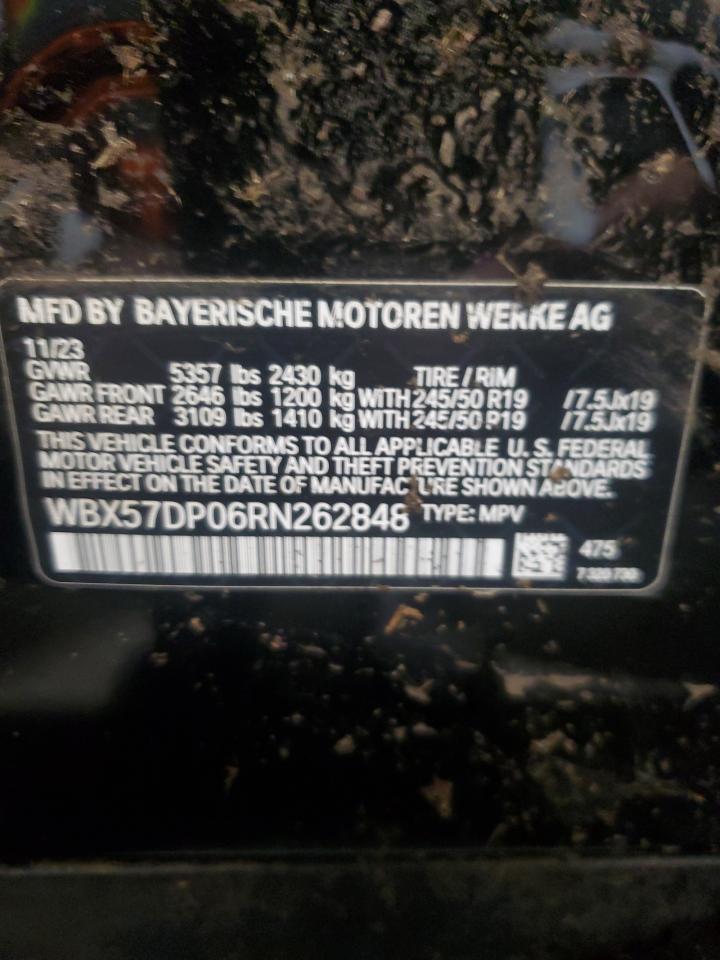 MFD BY BAYERISCHE MOTOREN WERKE AG
11/23
GVWR 5357 lbs 2430 kg TIRE / RIM
GAWR FRONT 2646 lbs 1200 kg WITH 245/50 R19 /7.5Jx19
GAWR REAR 3109 lbs 1410 kg WITH 245/50 R19 /7.5Jx19
THIS VEHICLE CONFORMS TO ALL APPLICABLE U. S. FEDERAL
MOTOR VEHICLE SAFETY AND THEFT PREVENTION STANDARDS
IN EFFECT ON THE DATE OF MANUFACTURE SHOWN ABOVE.
WBX57DP06RN262848 TYPE: MPV
475